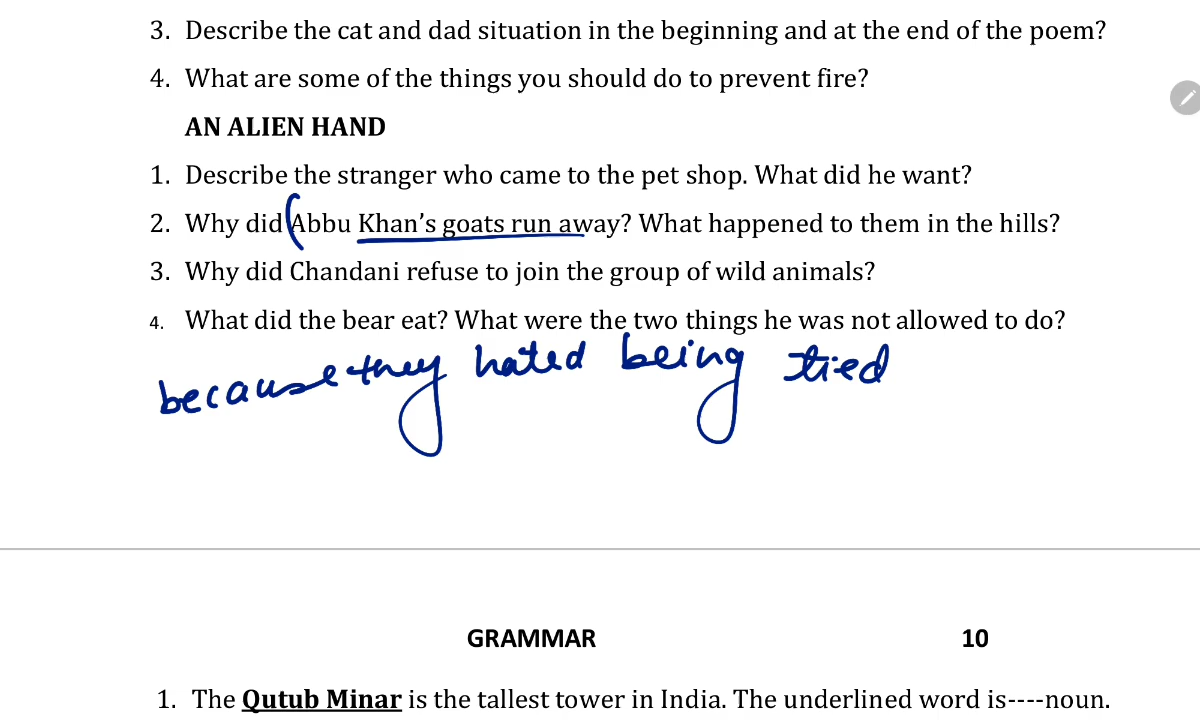 3. Describe the cat and dad situation in the beginning and at the end of the poem?
4. What are some of the things you should do to prevent fire?
AN ALIEN HAND
1. Describe the stranger who came to the pet shop. What did he want?
2. Why did Abbu Khan’s goats run away? What happened to them in the hills?
3. Why did Chandani refuse to join the group of wild animals?
4. What did the bear eat? What were the two things he was not allowed to do?
because they hated being tied
GRAMMAR 10
1. The Qutub Minar is the tallest tower in India. The underlined word is----noun.